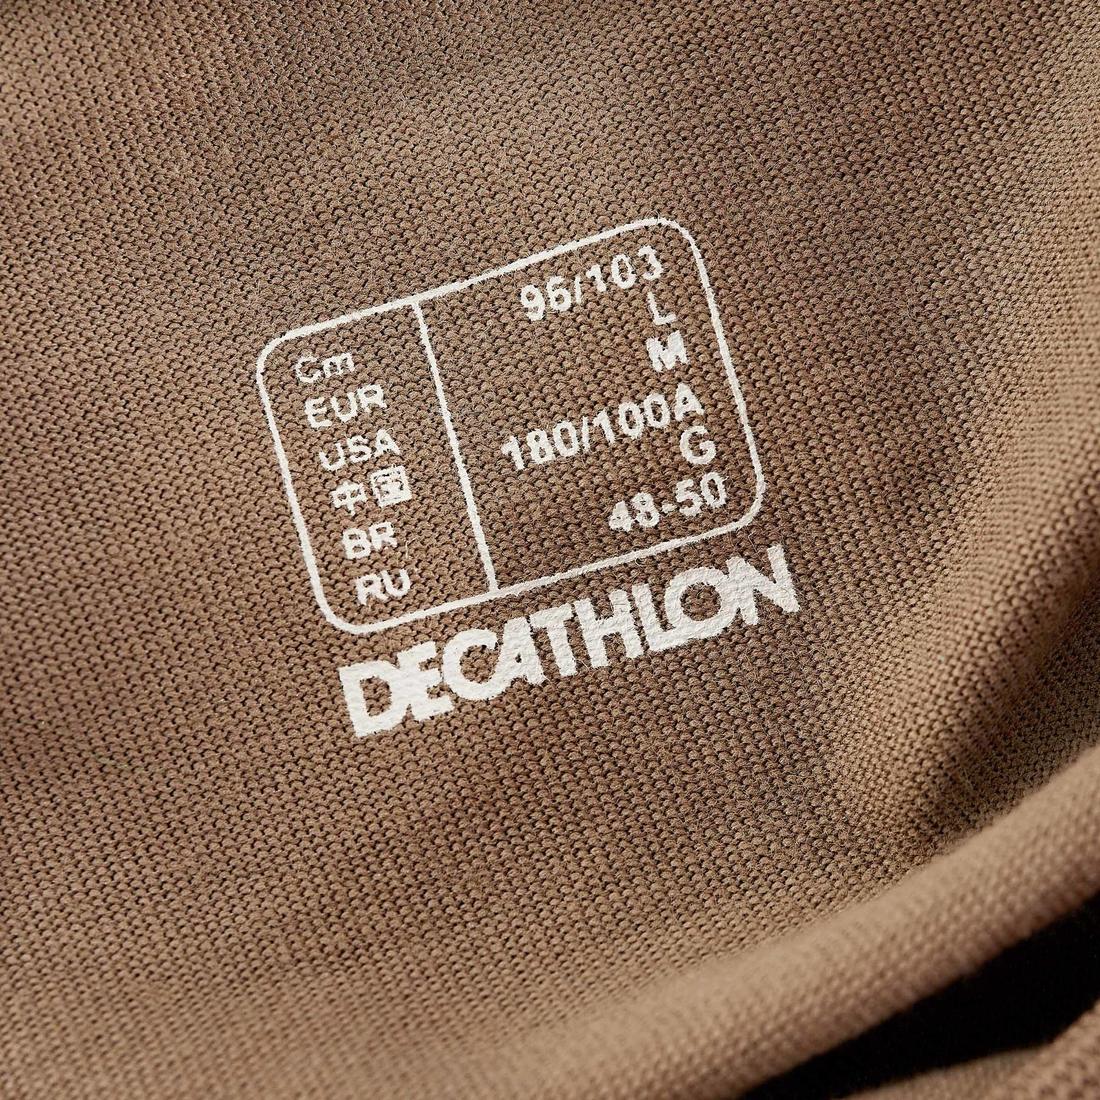 Cm 96/103
EUR L
USA M
中国 180/100A
BR G
RU 48-50
DECATHLON